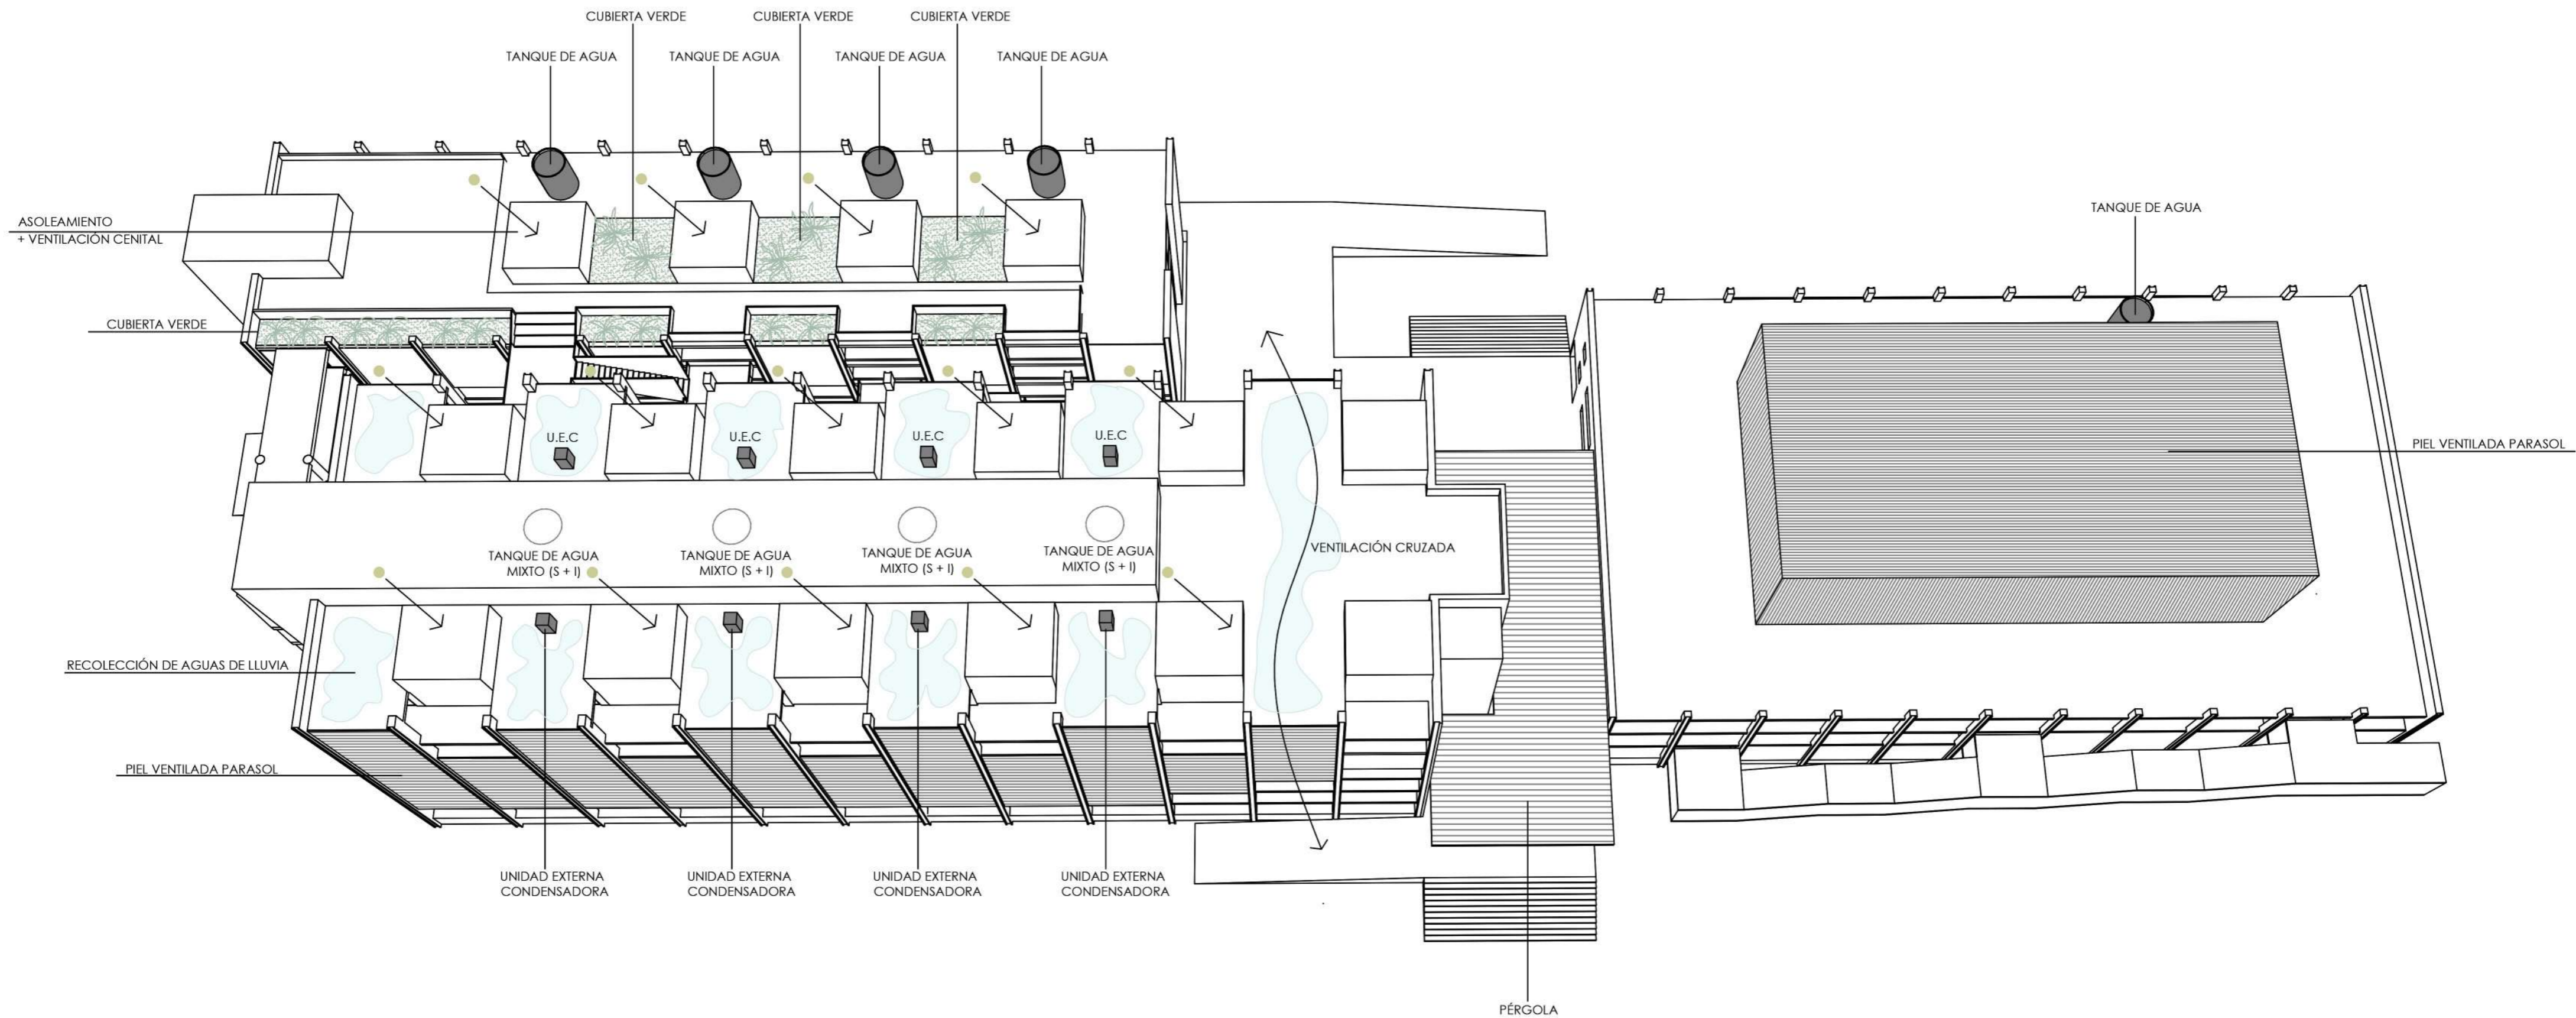 CUBIERTA VERDE
CUBIERTA VERDE
CUBIERTA VERDE
TANQUE DE AGUA
TANQUE DE AGUA
TANQUE DE AGUA
TANQUE DE AGUA
TANQUE DE AGUA
ASOLEAMIENTO
+ VENTILACIÓN CENITAL
CUBIERTA VERDE
U.E.C
U.E.C
U.E.C
U.E.C
PIEL VENTILADA PARASOL
TANQUE DE AGUA
MIXTO (S + I)
TANQUE DE AGUA
MIXTO (S + I)
TANQUE DE AGUA
MIXTO (S + I)
TANQUE DE AGUA
MIXTO (S + I)
VENTILACIÓN CRUZADA
RECOLECCIÓN DE AGUAS DE LLUVIA
PIEL VENTILADA PARASOL
UNIDAD EXTERNA
CONDENSADORA
UNIDAD EXTERNA
CONDENSADORA
UNIDAD EXTERNA
CONDENSADORA
UNIDAD EXTERNA
CONDENSADORA
PÉRGOLA